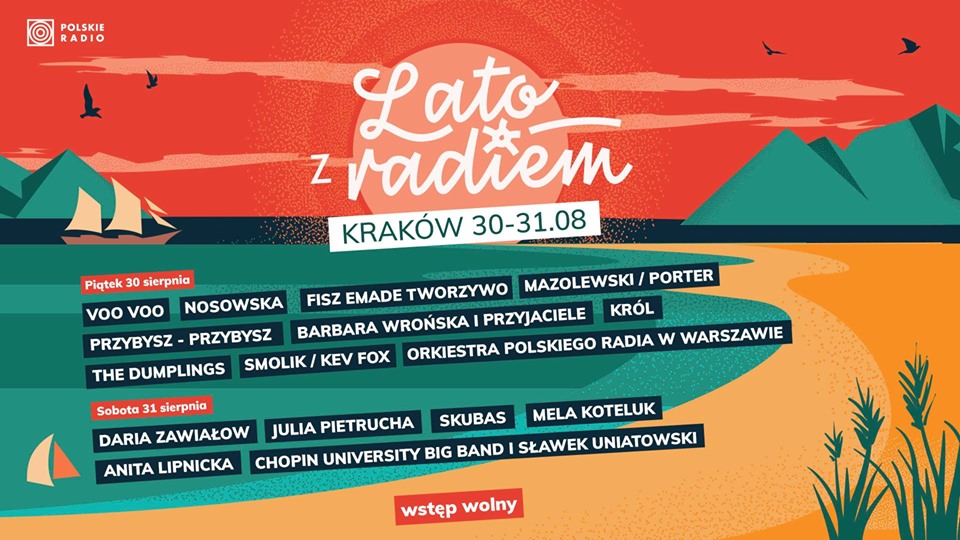 POLSKIE
RADIO
Lato
z radiem
KRAKÓW 30-31.08
Piątek 30 sierpnia
VOO VOO NOSOWSKA FISZ EMADE TWORZYWO MAZOLEWSKI / PORTER
PRZYBYSZ - PRZYBYSZ BARBARA WROŃSKA I PRZYJACIELE KRÓL
THE DUMPLINGS SMOLIK / KEV FOX ORKIESTRA POLSKIEGO RADIA W WARSZAWIE
Sobota 31 sierpnia
DARIA ZAWIAŁOW JULIA PIETRUCHA SKUBAS MELA KOTELUK
ANITA LIPNICKA CHOPIN UNIVERSITY BIG BAND I SŁAWEK UNIATOWSKI
wstęp wolny